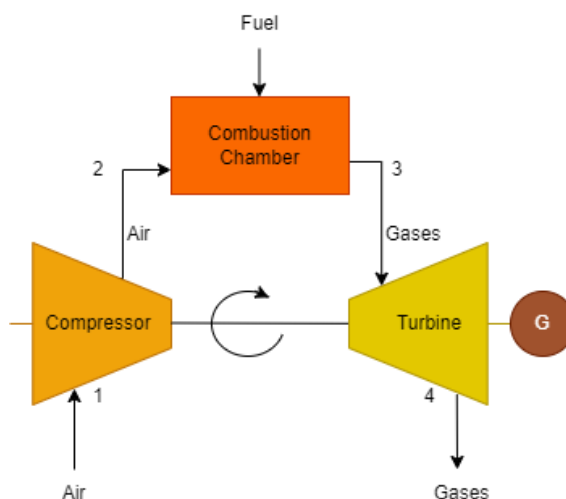 Fuel
Combustion
Chamber
2
3
Air
Gases
Compressor
Turbine
G
1
4
Air
Gases